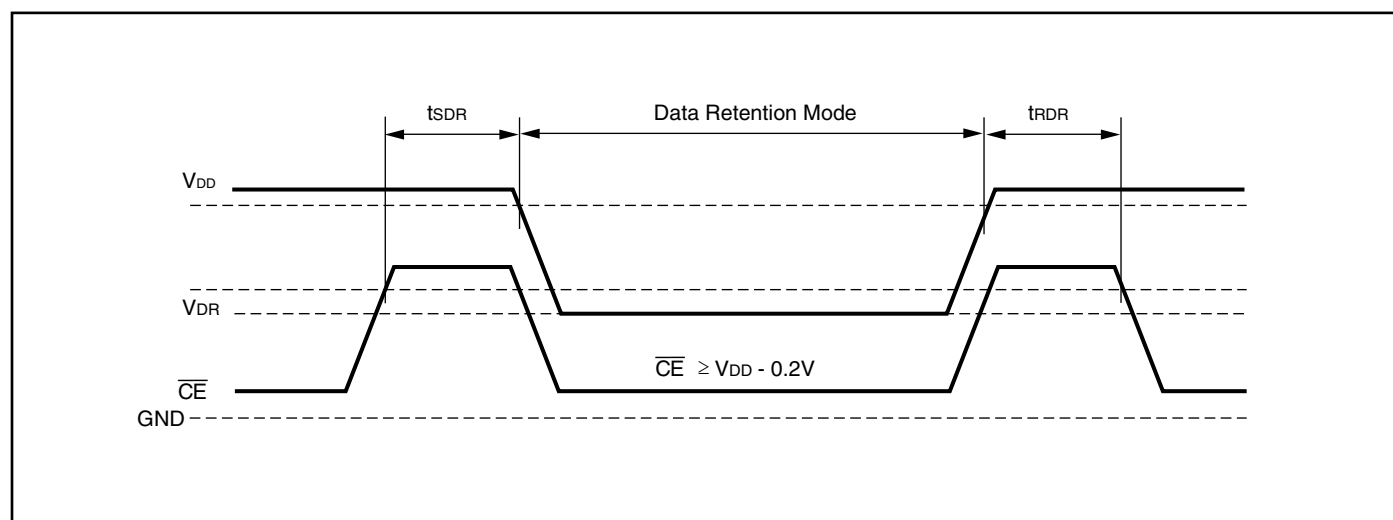 tSDR
Data Retention Mode
tRDR
VDD
VDR
CE ≥ VDD - 0.2V
CE
GND